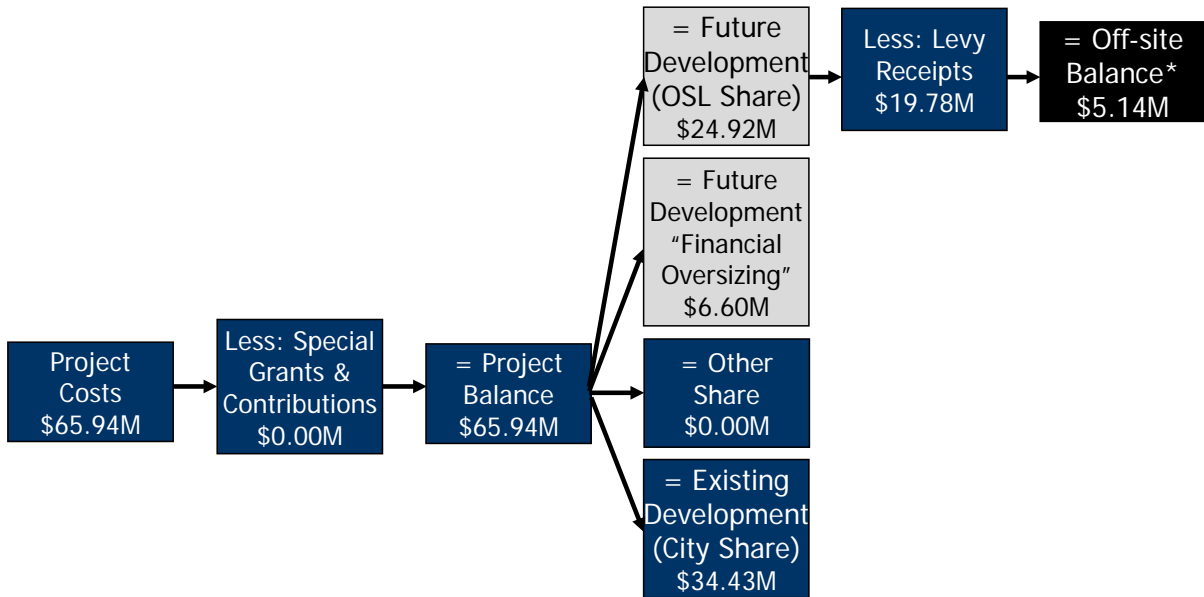 Project
Costs
$65.94M
Less: Special
Grants &
Contributions
$0.00M
= Project
Balance
$65.94M
= Future
Development
(OSL Share)
$24.92M
Less: Levy
Receipts
$19.78M
= Off-site
Balance*
$5.14M
= Future
Development
“Financial
Oversizing”
$6.60M
= Other
Share
$0.00M
= Existing
Development
(City Share)
$34.43M